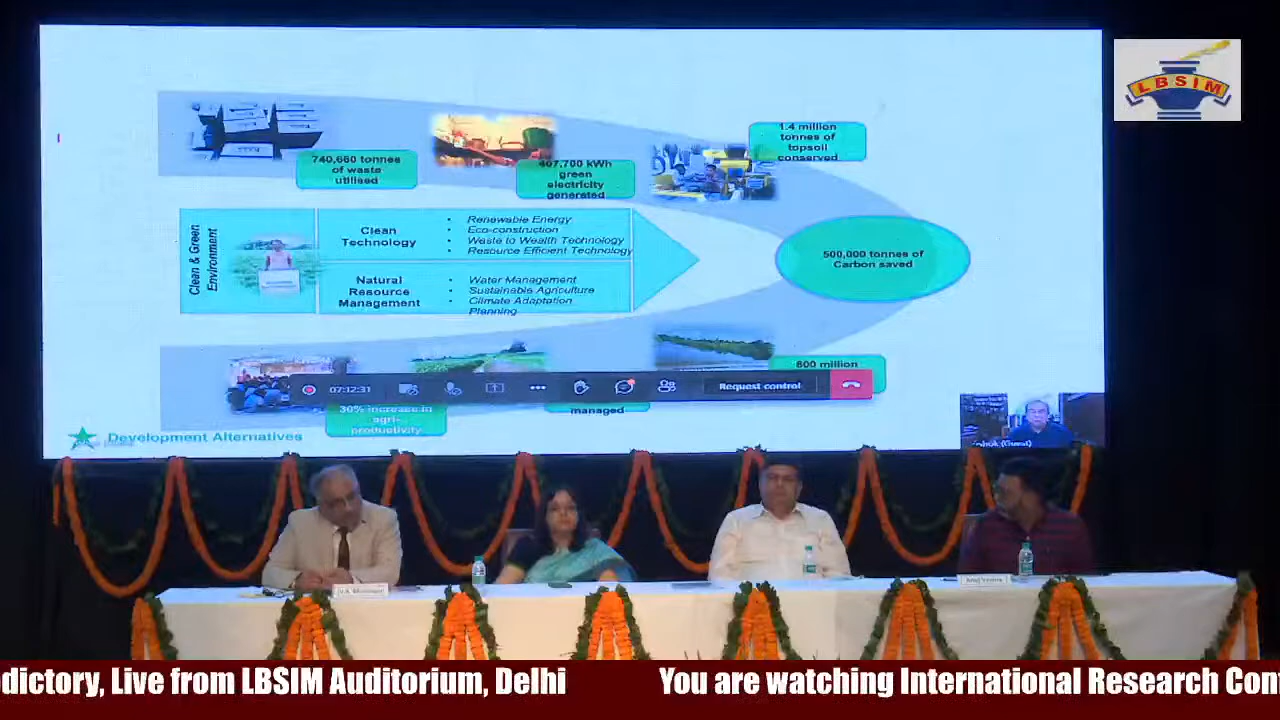 LBSIM
740,660 tonnes
of waste
utilised
407,700 kWh
green
electricity
generated
1.4 million
tonnes of
topsoil
conserved
Clean & Green
Environment
Clean
Technology
• Renewable Energy
• Eco-construction
• Waste to Wealth Technology
• Resource Efficient Technology
Natural
Resource
Management
• Water Management
• Sustainable Agriculture
• Climate Adaptation
Planning
500,000 tonnes of
Carbon saved
800 million
07:12:31
Request control
30% increase in
agri-
productivity
managed
Development Alternatives
(Guest)
dictory, Live from LBSIM Auditorium, Delhi
You are watching International Research Con